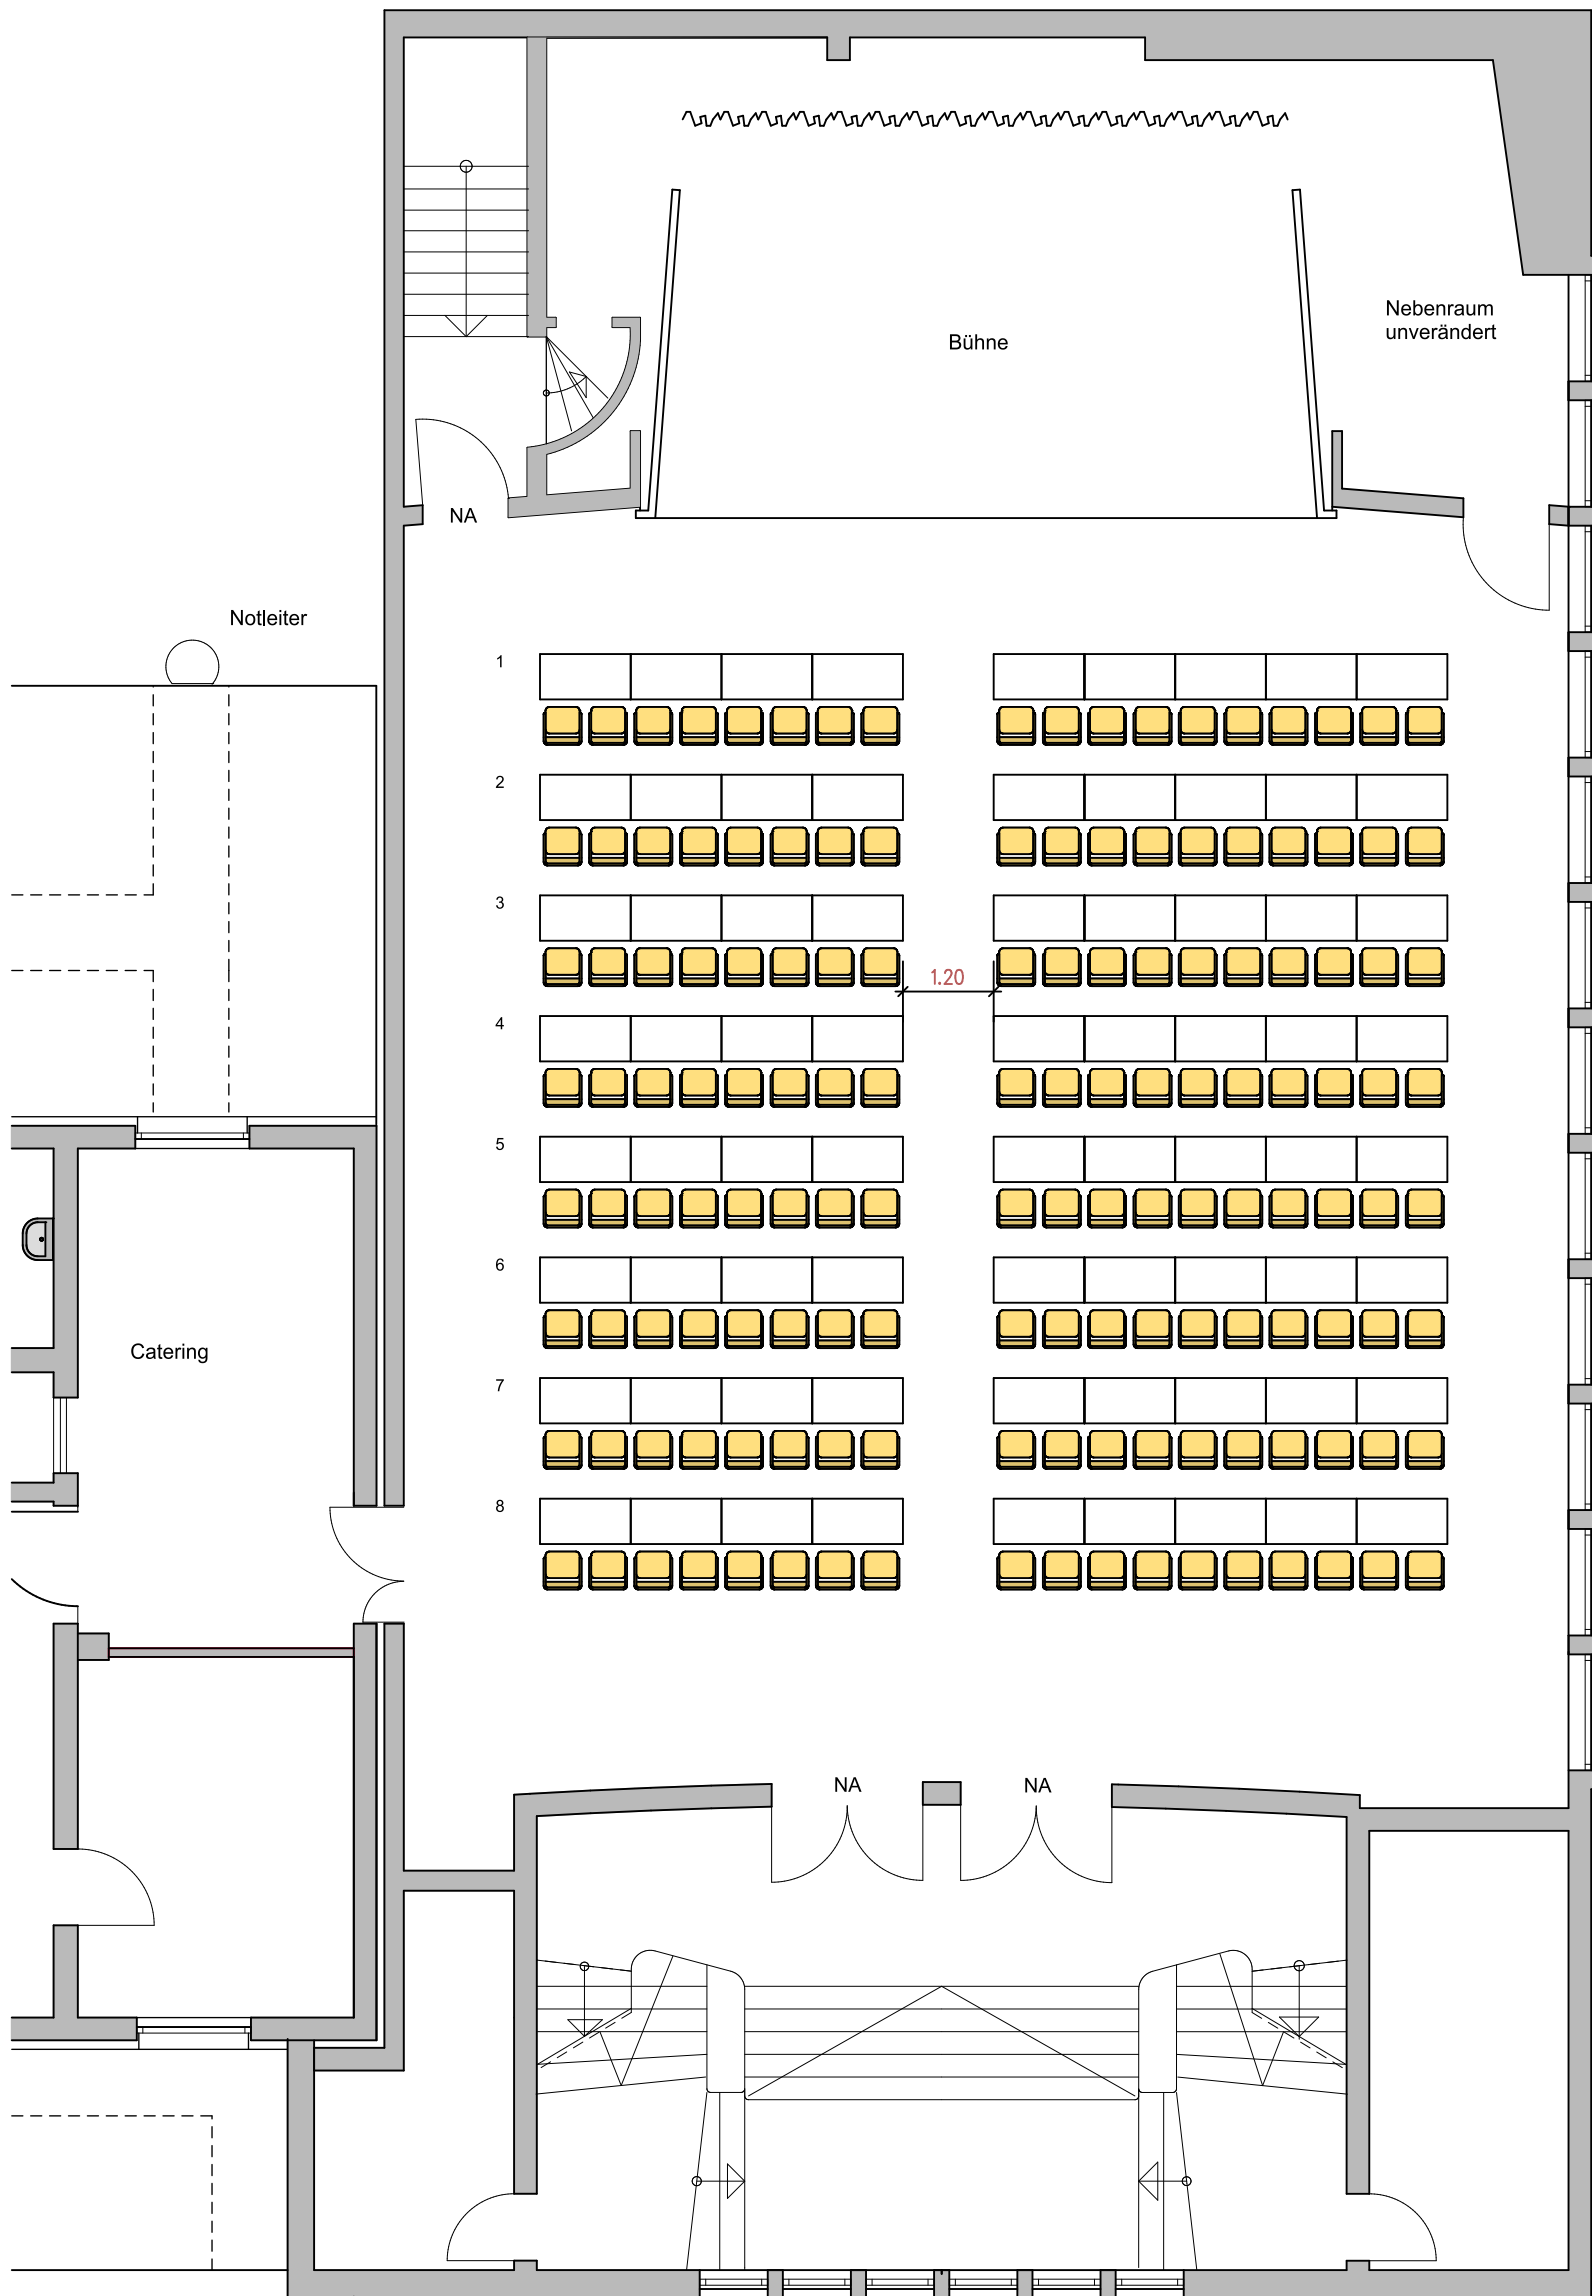 Nebenraum
unverändert
Bühne
NA
Notleiter
1
2
3
1.20
4
5
6
Catering
7
8
NA
NA